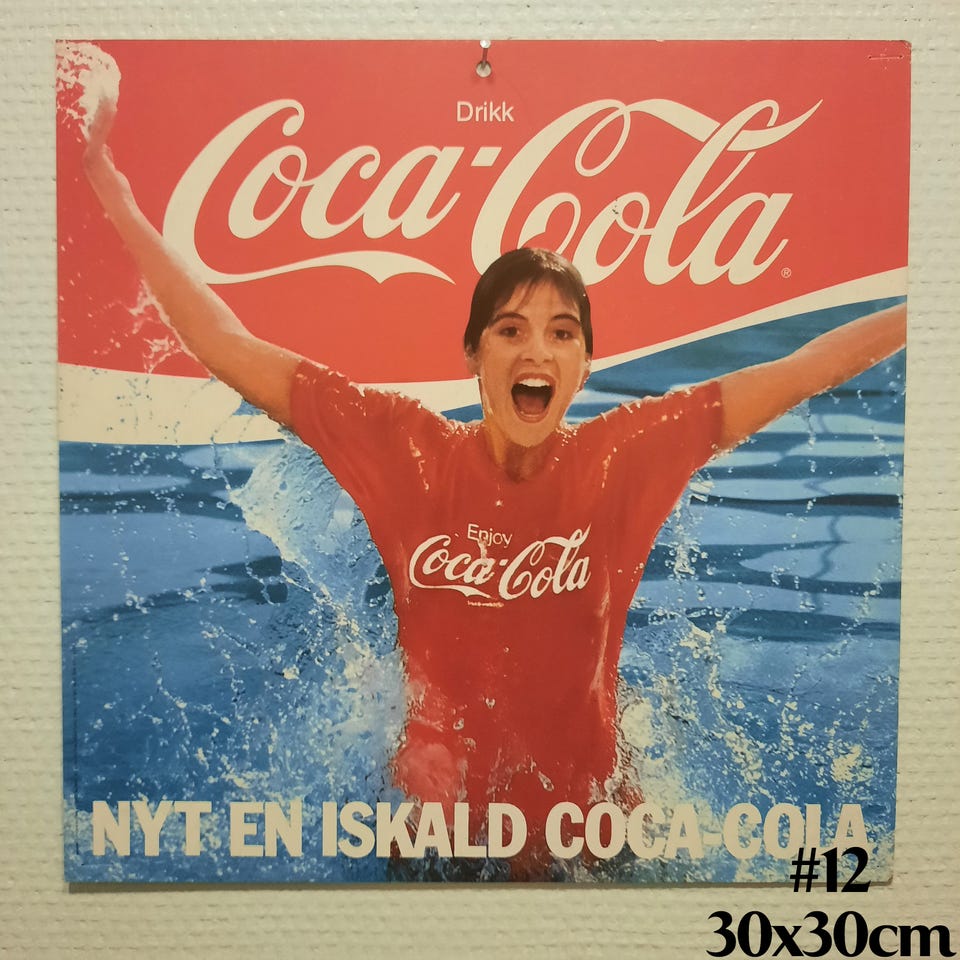 Drikk
Coca-Cola®
Enjoy
Coca-Cola
NYT EN ISKALD COCA-COLA
#12
30x30cm